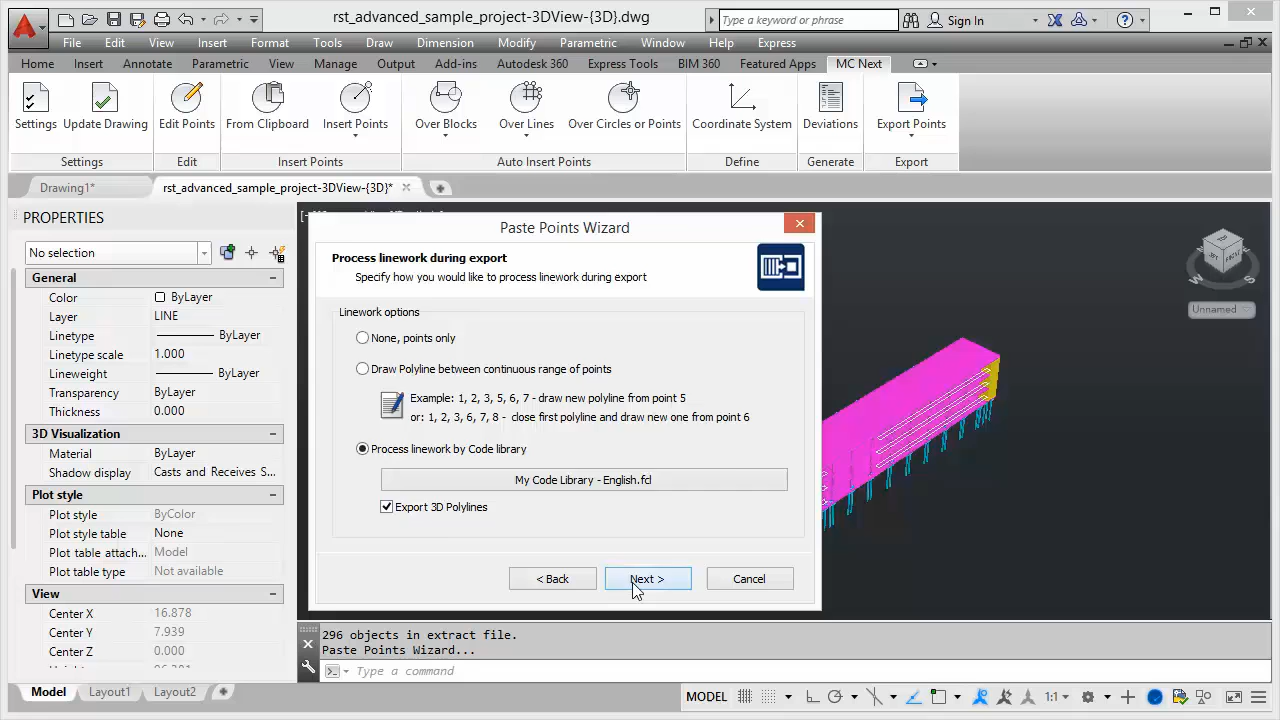 rst_advanced_sample_project-3DView-{3D}.dwg
Type a keyword or phrase
Sign In
File Edit View Insert Format Tools Draw Dimension Modify Parametric Window Help Express
Home Insert Annotate Parametric View Manage Output Add-ins Autodesk 360 Express Tools BIM 360 Featured Apps MC Next
Settings Update Drawing Edit Points From Clipboard Insert Points Over Blocks Over Lines Over Circles or Points Coordinate System Deviations Export Points
Settings Edit Insert Points Auto Insert Points Define Generate Export
Drawing1* rst_advanced_sample_project-3DView-{3D}*
PROPERTIES
No selection
General
Color ByLayer
Layer LINE
Linetype ByLayer
Linetype scale 1.000
Lineweight ByLayer
Transparency ByLayer
Thickness 0.000
3D Visualization
Material ByLayer
Shadow display Casts and Receives S...
Plot style
Plot style ByColor
Plot style table None
Plot table attach... Model
Plot table type Not available
View
Center X 16.878
Center Y 7.939
Center Z 0.000
Paste Points Wizard
Process linework during export
Specify how you would like to process linework during export
Linework options
None, points only
Draw Polyline between continuous range of points
Example: 1, 2, 3, 5, 6, 7 - draw new polyline from point 5
or: 1, 2, 3, 6, 7, 8 - close first polyline and draw new one from point 6
Process linework by Code library
My Code Library - English.fcl
Export 3D Polylines
< Back Next > Cancel
W S
Unnamed
296 objects in extract file.
Paste Points Wizard...
Type a command
Model Layout1 Layout2
MODEL 1:1